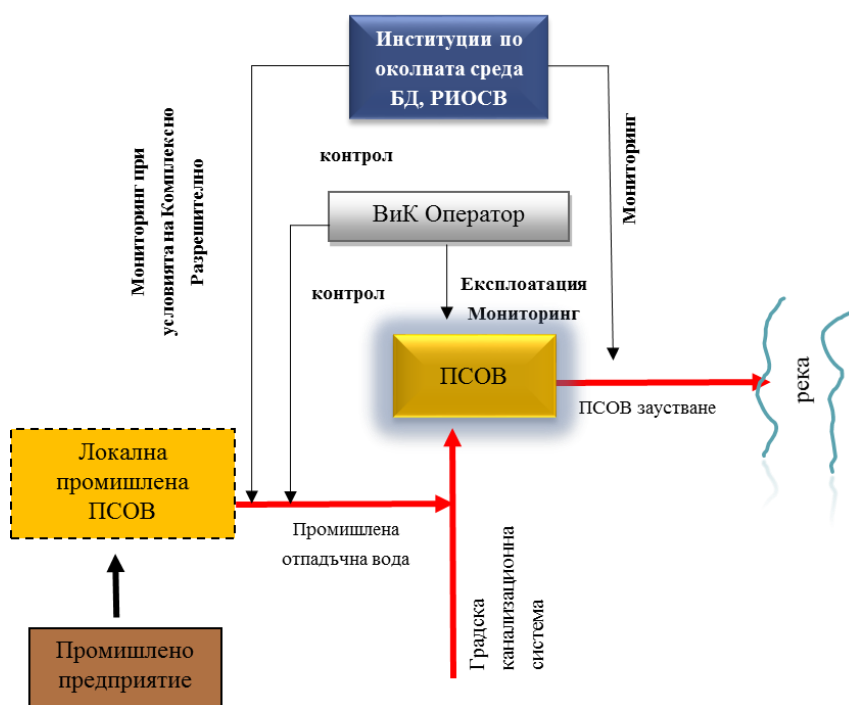 Институции по
околната среда
БД, РИОСВ
Мониторинг при
условията на Комплексно
Разрешително
контрол
Мониторинг
ВиК Оператор
контрол
Експлоатация
Мониторинг
ПСОВ
ПСОВ заустване
река
Локална
промишлена
ПСОВ
Промишлена
отпадъчна вода
Градска
канализационна
система
Промишлено
предприятие